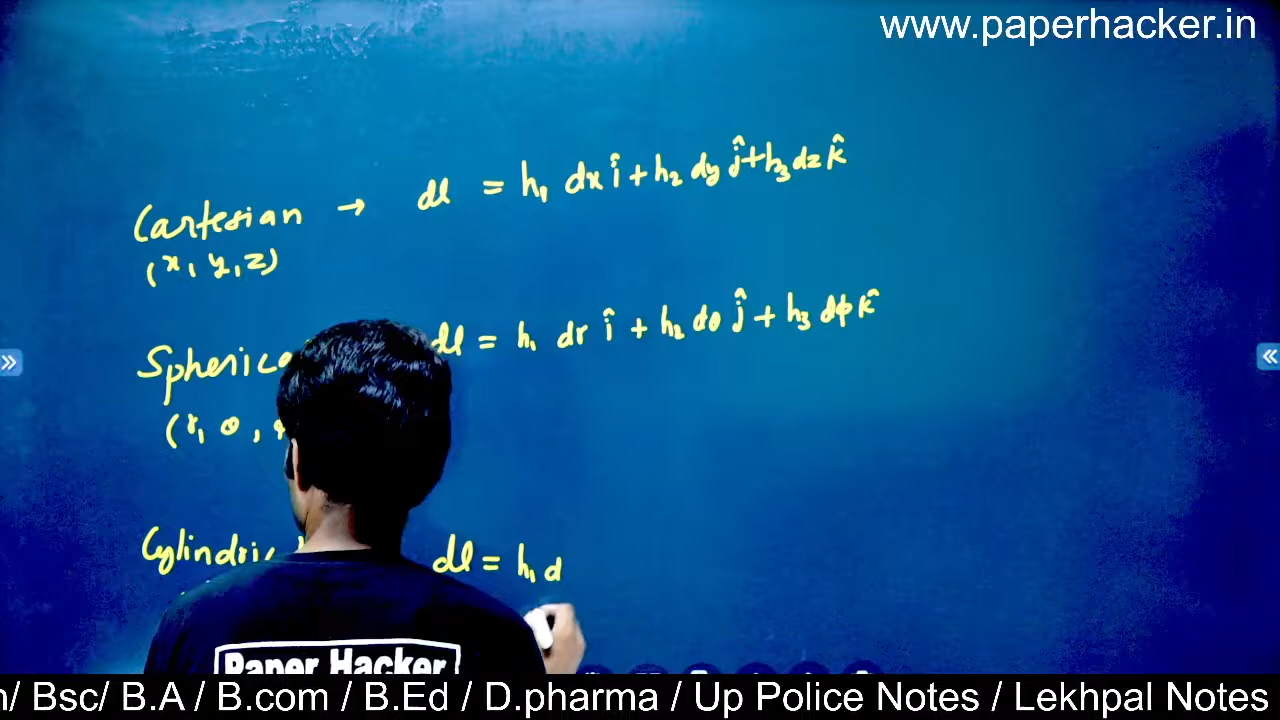 www.paperhacker.in
Cartesian → dl = h₁ dx î + h₂ dy ĵ + h₃ dz k̂
(x, y, z)
dl = h₁ dr î + h₂ dθ ĵ + h₃ dϕ k̂
(r, θ,
dl = h₁ d
Paper Hacker
/ Bsc/ B.A / B.com / B.Ed / D.pharma / Up Police Notes / Lekhpal Notes